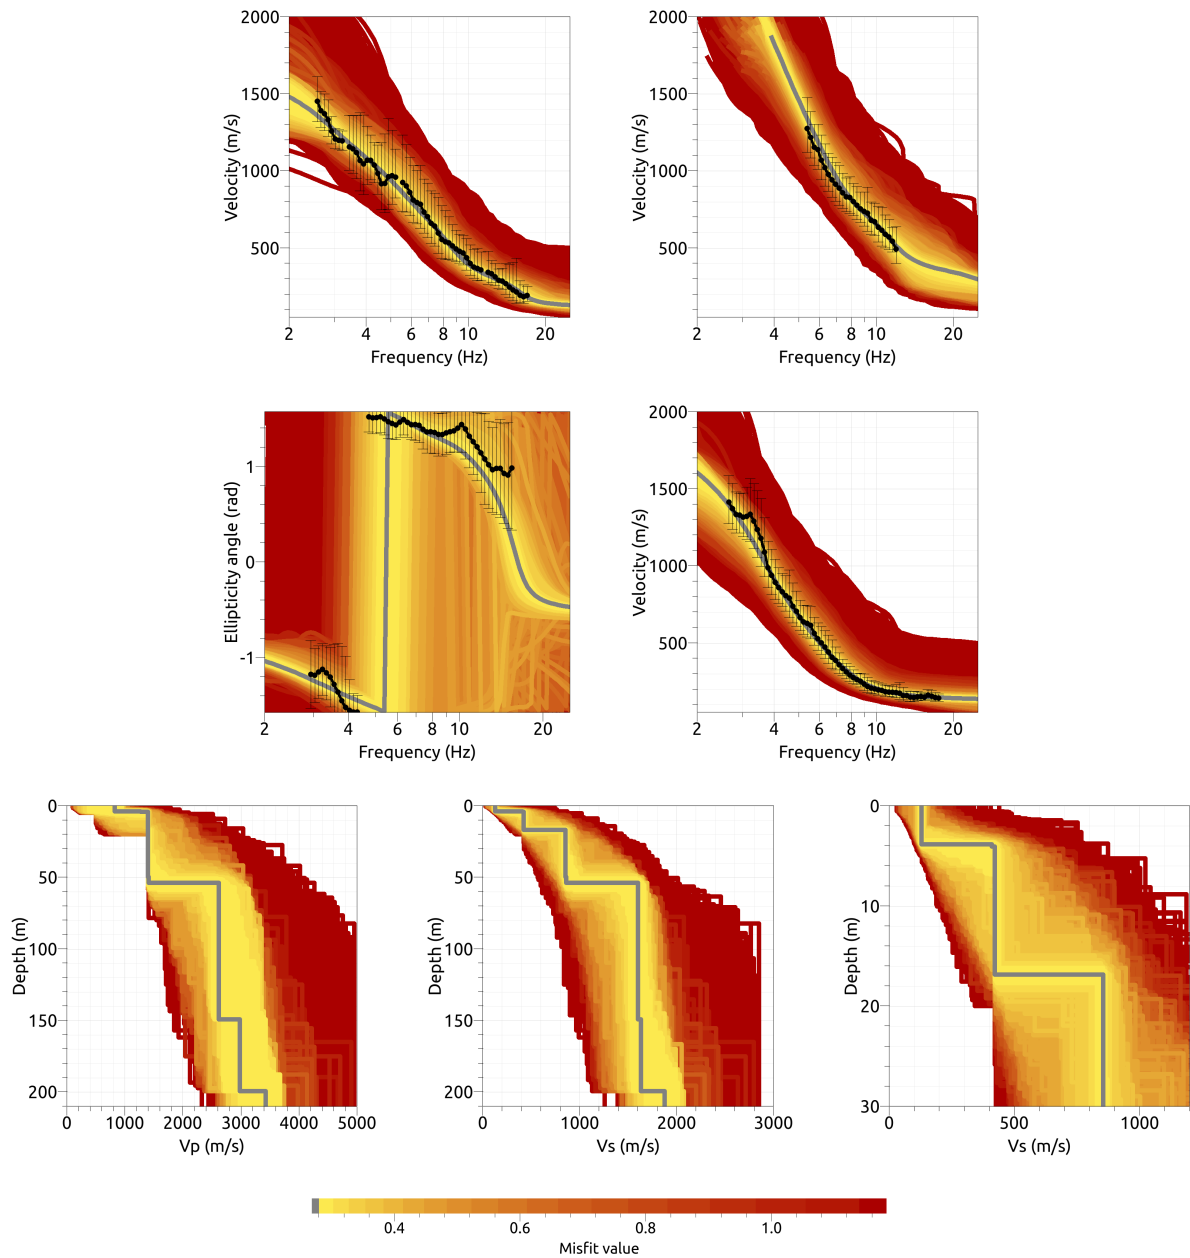 2000 2000
1500 1500
Velocity (m/s) 1000 Velocity (m/s) 1000
500 500
2 4 6 8 10 20 2 4 6 8 10 20
Frequency (Hz) Frequency (Hz)
2000
1 1500
Ellipticity angle (rad) 0 Velocity (m/s) 1000
-1 500
2 4 6 8 10 20 2 4 6 8 10 20
Frequency (Hz) Frequency (Hz)
0 0 0
50 50 10
Depth (m) 100 Depth (m) 100 Depth (m)
150 150 20
200 200 30
0 1000 2000 3000 4000 5000 0 1000 2000 3000 0 500 1000
Vp (m/s) Vs (m/s) Vs (m/s)
0.4 0.6 0.8 1.0
Misfit value